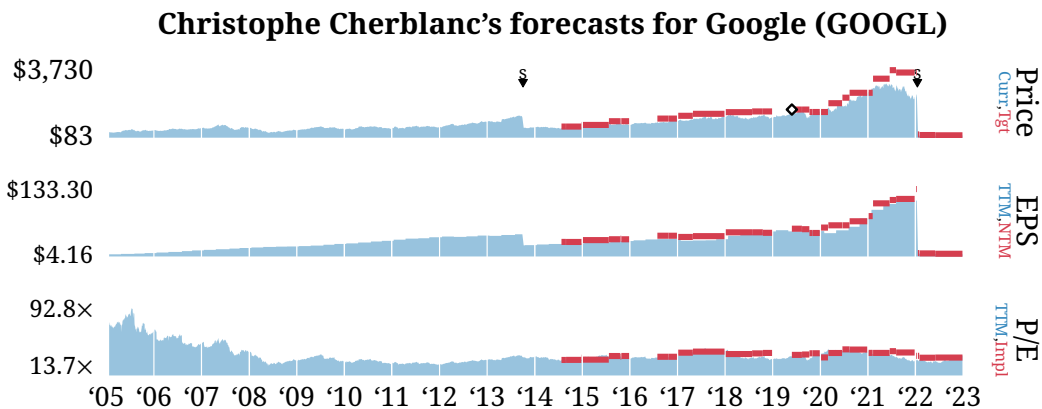 Christophe Cherblanc’s forecasts for Google (GOOGL)
$3,730
$83
s
s
Price
Curr,Tgt
$133.30
$4.16
EPS
TTM,NTM
92.8×
13.7×
P/E
TTM,Impl
‘05 ‘06 ‘07 ‘08 ‘09 ‘10 ‘11 ‘12 ‘13 ‘14 ‘15 ‘16 ‘17 ‘18 ‘19 ‘20 ‘21 ‘22 ‘23